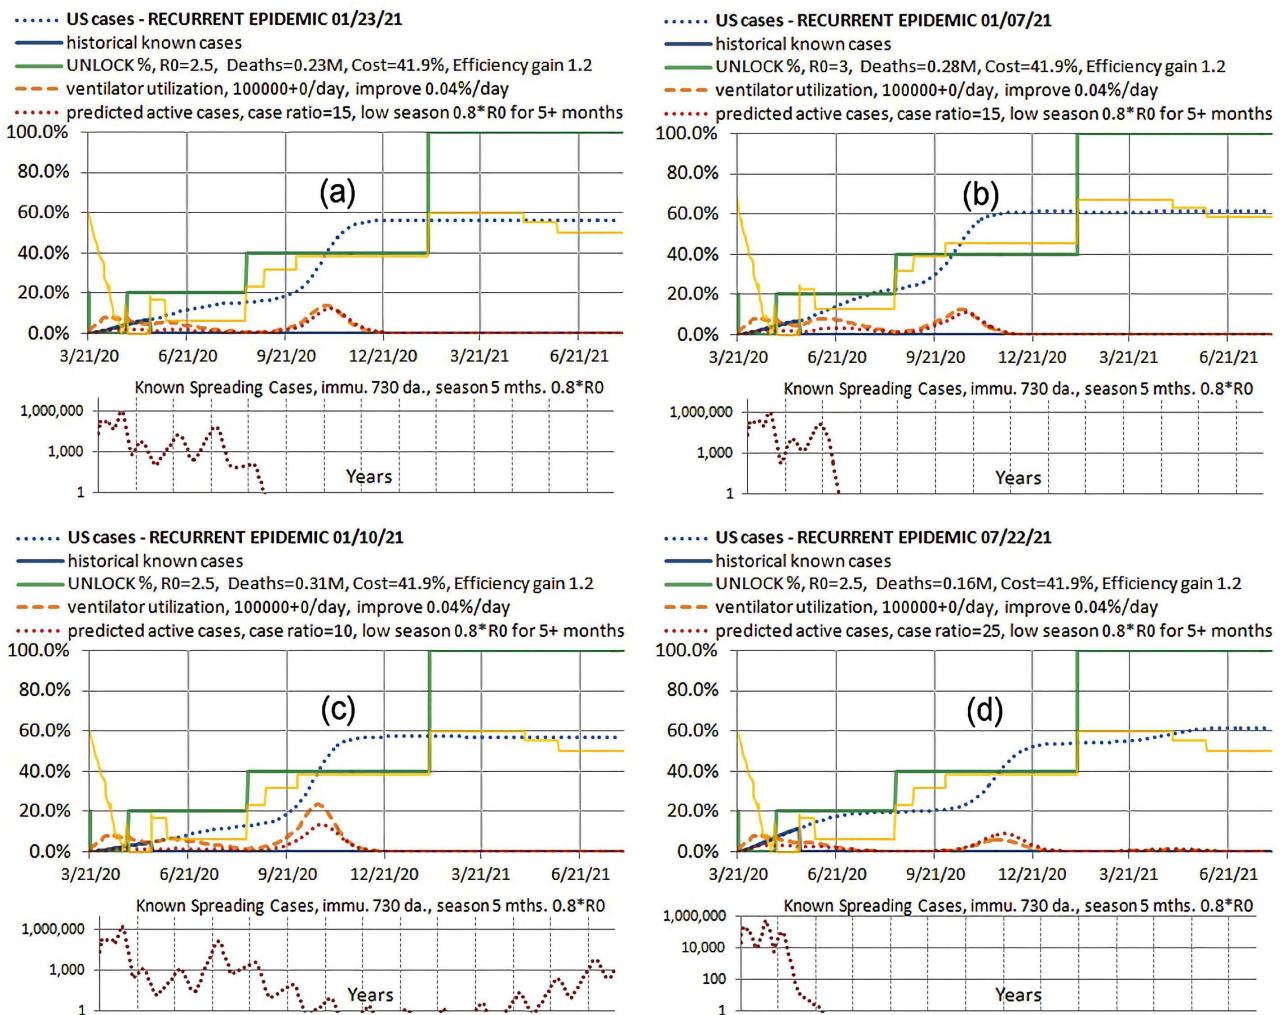 US cases - RECURRENT EPIDEMIC 01/23/21
historical known cases
UNLOCK %, R0=2.5, Deaths=0.23M, Cost=41.9%, Efficiency gain 1.2
ventilator utilization, 100000+0/day, improve 0.04%/day
predicted active cases, case ratio=15, low season 0.8*R0 for 5+ months
100.0%
80.0%
(a)
60.0%
40.0%
20.0%
0.0%
3/21/20 6/21/20 9/21/20 12/21/20 3/21/21 6/21/21
Known Spreading Cases, immu. 730 da., season 5 mths. 0.8*R0
1,000,000
1,000
Years
1
US cases - RECURRENT EPIDEMIC 01/07/21
historical known cases
UNLOCK %, R0=3, Deaths=0.28M, Cost=41.9%, Efficiency gain 1.2
ventilator utilization, 100000+0/day, improve 0.04%/day
predicted active cases, case ratio=15, low season 0.8*R0 for 5+ months
100.0%
80.0%
(b)
60.0%
40.0%
20.0%
0.0%
3/21/20 6/21/20 9/21/20 12/21/20 3/21/21 6/21/21
Known Spreading Cases, immu. 730 da., season 5 mths. 0.8*R0
1,000,000
1,000
Years
1
US cases - RECURRENT EPIDEMIC 01/10/21
historical known cases
UNLOCK %, R0=2.5, Deaths=0.31M, Cost=41.9%, Efficiency gain 1.2
ventilator utilization, 100000+0/day, improve 0.04%/day
predicted active cases, case ratio=10, low season 0.8*R0 for 5+ months
100.0%
80.0%
(c)
60.0%
40.0%
20.0%
0.0%
3/21/20 6/21/20 9/21/20 12/21/20 3/21/21 6/21/21
Known Spreading Cases, immu. 730 da., season 5 mths. 0.8*R0
1,000,000
1,000
Years
1
US cases - RECURRENT EPIDEMIC 07/22/21
historical known cases
UNLOCK %, R0=2.5, Deaths=0.16M, Cost=41.9%, Efficiency gain 1.2
ventilator utilization, 100000+0/day, improve 0.04%/day
predicted active cases, case ratio=25, low season 0.8*R0 for 5+ months
100.0%
80.0%
(d)
60.0%
40.0%
20.0%
0.0%
3/21/20 6/21/20 9/21/20 12/21/20 3/21/21 6/21/21
Known Spreading Cases, immu. 730 da., season 5 mths. 0.8*R0
1,000,000
10,000
100
Years
1